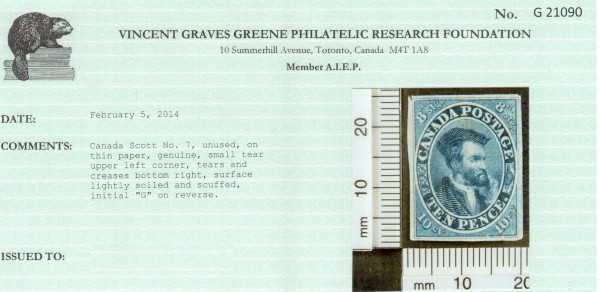 No. G 21090
VINCENT GRAVES GREENE PHILATELIC RESEARCH FOUNDATION
10 Summerhill Avenue, Toronto, Canada M4T 1A8
Member A.I.E.P.
DATE: February 5, 2014
COMMENTS: Canada Scott No. 7, unused, on
thin paper, genuine, small tear
upper left corner, tears and
creases bottom right, surface
lightly soiled and scuffed,
initial "G" on reverse.
ISSUED TO:
20
10
mm
CANADA POSTAGE
TEN PENCE
mm 10 20